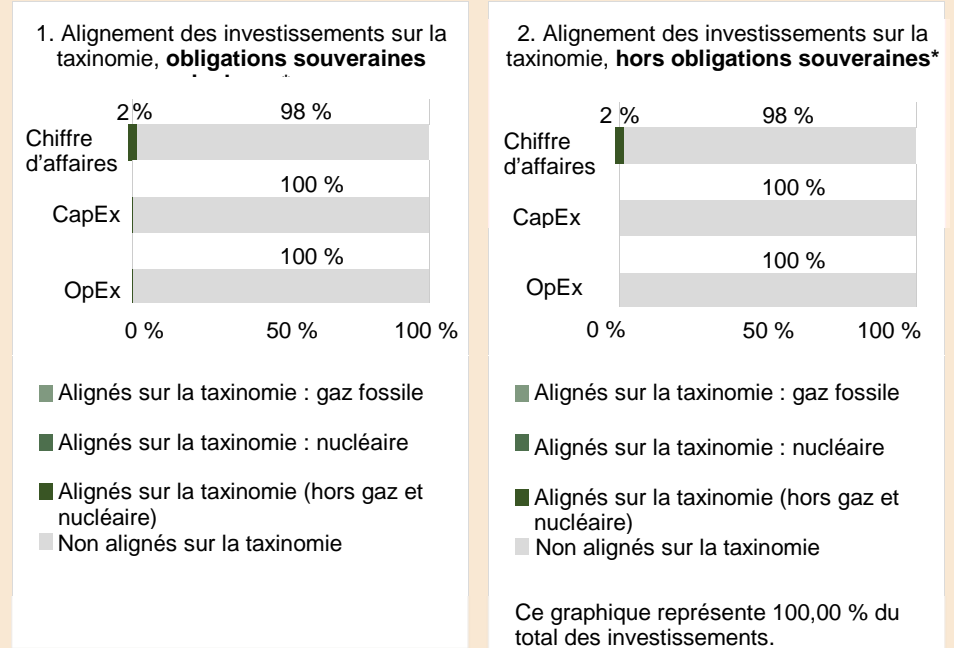 1. Alignement des investissements sur la
taxinomie, obligations souveraines
2 %
98 %
Chiffre
d’affaires
100 %
CapEx
100 %
OpEx
0 %
50 %
100 %
Alignés sur la taxinomie : gaz fossile
Alignés sur la taxinomie : nucléaire
Alignés sur la taxinomie (hors gaz et
nucléaire)
Non alignés sur la taxinomie
2. Alignement des investissements sur la
taxinomie, hors obligations souveraines*
2 %
98 %
Chiffre
d’affaires
100 %
CapEx
100 %
OpEx
0 %
50 %
100 %
Alignés sur la taxinomie : gaz fossile
Alignés sur la taxinomie : nucléaire
Alignés sur la taxinomie (hors gaz et
nucléaire)
Non alignés sur la taxinomie
Ce graphique représente 100,00 % du
total des investissements.